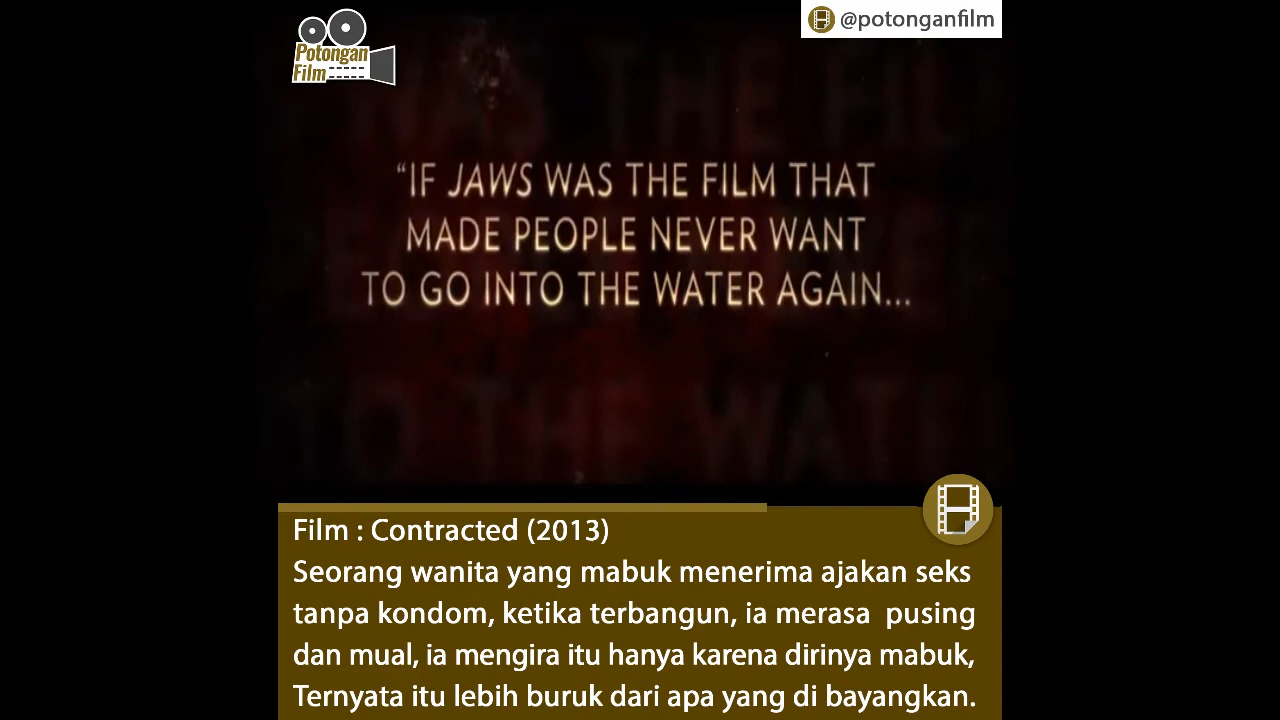 Potongan
Film
@potonganfilm
“IF JAWS WAS THE FILM THAT
MADE PEOPLE NEVER WANT
TO GO INTO THE WATER AGAIN...
Film : Contracted (2013)
Seorang wanita yang mabuk menerima ajakan seks
tanpa kondom, ketika terbangun, ia merasa pusing
dan mual, ia mengira itu hanya karena dirinya mabuk,
Ternyata itu lebih buruk dari apa yang di bayangkan.